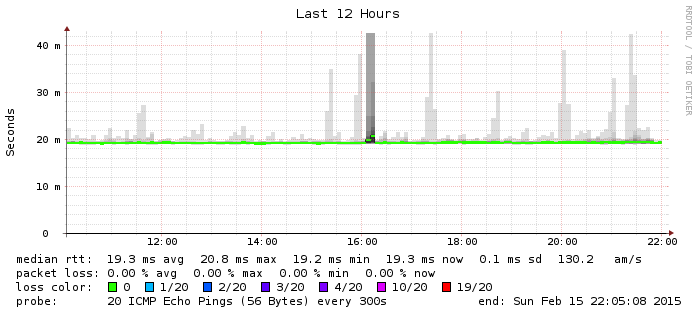 Last 12 Hours
RRDTOOL / TOBI OETIKER
Seconds
40 m
30 m
20 m
10 m
0
12:00 14:00 16:00 18:00 20:00 22:00
median rtt: 19.3 ms avg 20.8 ms max 19.2 ms min 19.3 ms now 0.1 ms sd 130.2 am/s
packet loss: 0.00 % avg 0.00 % max 0.00 % min 0.00 % now
loss color: 0 1/20 2/20 3/20 4/20 10/20 19/20
probe: 20 ICMP Echo Pings (56 Bytes) every 300s end: Sun Feb 15 22:05:08 2015